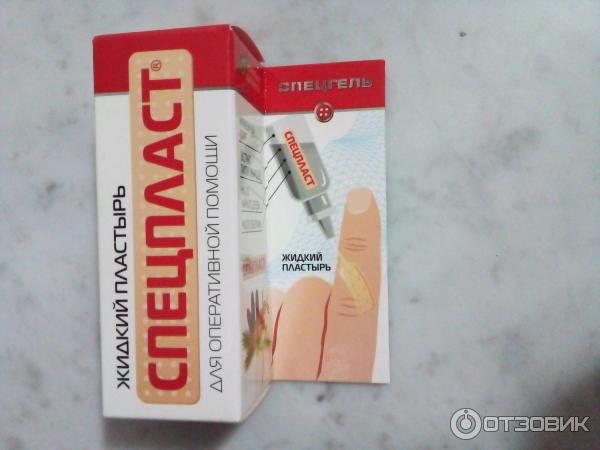 ЖИДКИЙ ПЛАСТЫРЬ
СПЕЦПЛАСТ®
ДЛЯ ОПЕРАТИВНОЙ ПОМОЩИ
СПЕЦГЕЛЬ
СПЕЦПЛАСТ
ЖИДКИЙ
ПЛАСТЫРЬ
ОТЗОВИК